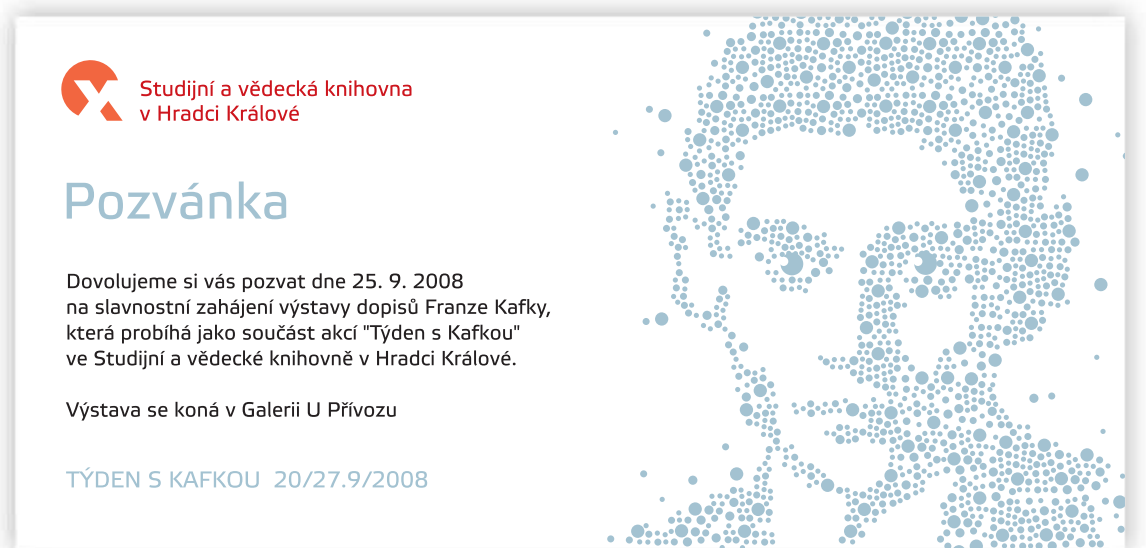 Studijní a vědecká knihovna
v Hradci Králové
Pozvánka
Dovolujeme si vás pozvat dne 25. 9. 2008
na slavnostní zahájení výstavy dopisů Franze Kafky,
která probíhá jako součást akcí "Týden s Kafkou"
ve Studijní a vědecké knihovně v Hradci Králové.
Výstava se koná v Galerii U Přívozu
TÝDEN S KAFKOU 20/27.9/2008